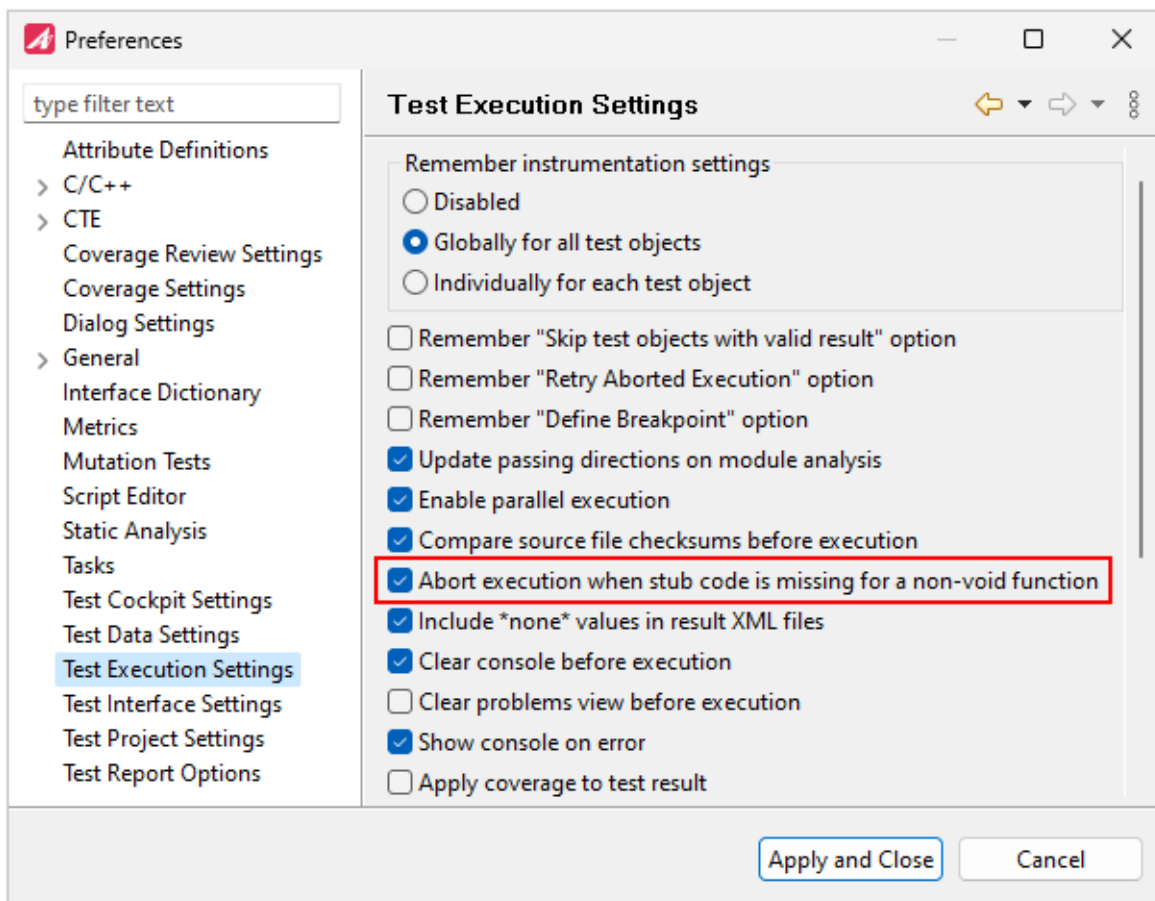 Preferences
type filter text
Attribute Definitions
C/C++
CTE
Coverage Review Settings
Coverage Settings
Dialog Settings
General
Interface Dictionary
Metrics
Mutation Tests
Script Editor
Static Analysis
Tasks
Test Cockpit Settings
Test Data Settings
Test Execution Settings
Test Interface Settings
Test Project Settings
Test Report Options
Test Execution Settings
Remember instrumentation settings
Disabled
Globally for all test objects
Individually for each test object
Remember "Skip test objects with valid result" option
Remember "Retry Aborted Execution" option
Remember "Define Breakpoint" option
Update passing directions on module analysis
Enable parallel execution
Compare source file checksums before execution
Abort execution when stub code is missing for a non-void function
Include *none* values in result XML files
Clear console before execution
Clear problems view before execution
Show console on error
Apply coverage to test result
Apply and Close
Cancel